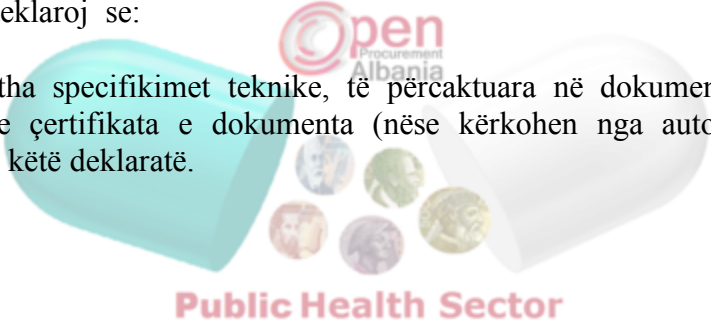 eklaroj se:
Open
Procurement
Albania
tha specifikimet teknike, të përcaktuara në dokumen
e çertifikata e dokumenta (nëse kërkohen nga auto
këtë deklaratë.
Public Health Sector